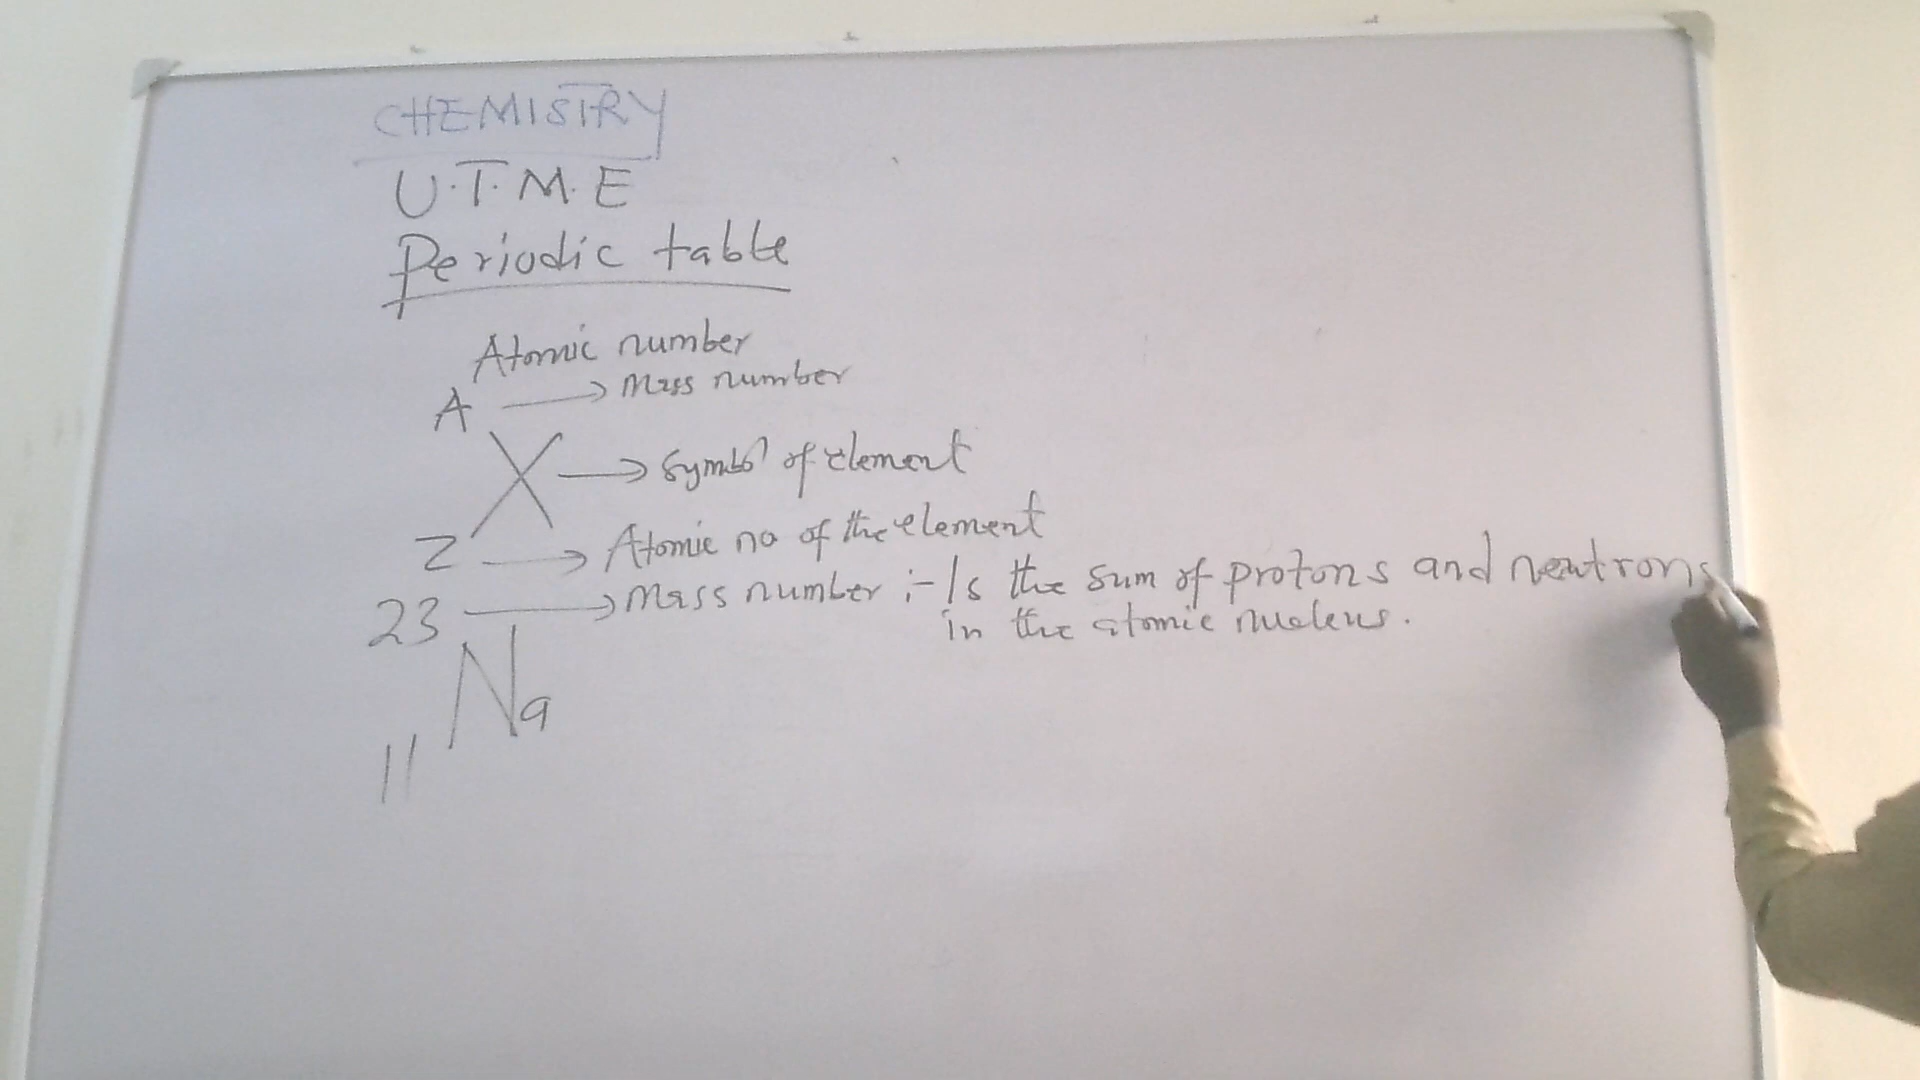 CHEMISTRY
U.T.M.E
Periodic table
Atomic number
A → Mass number
X → Symbol of element
Z → Atomic no of the element
23 → Mass number :- Is the sum of protons and neutrons
in the atomic nucleus.
Na
11